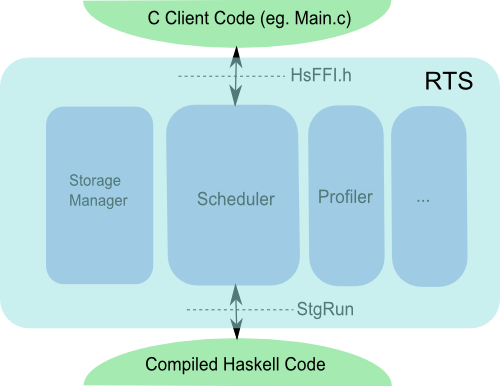 C Client Code (eg. Main.c)
HsFFI.h
RTS
Storage
Manager
Scheduler
Profiler
...
StgRun
Compiled Haskell Code